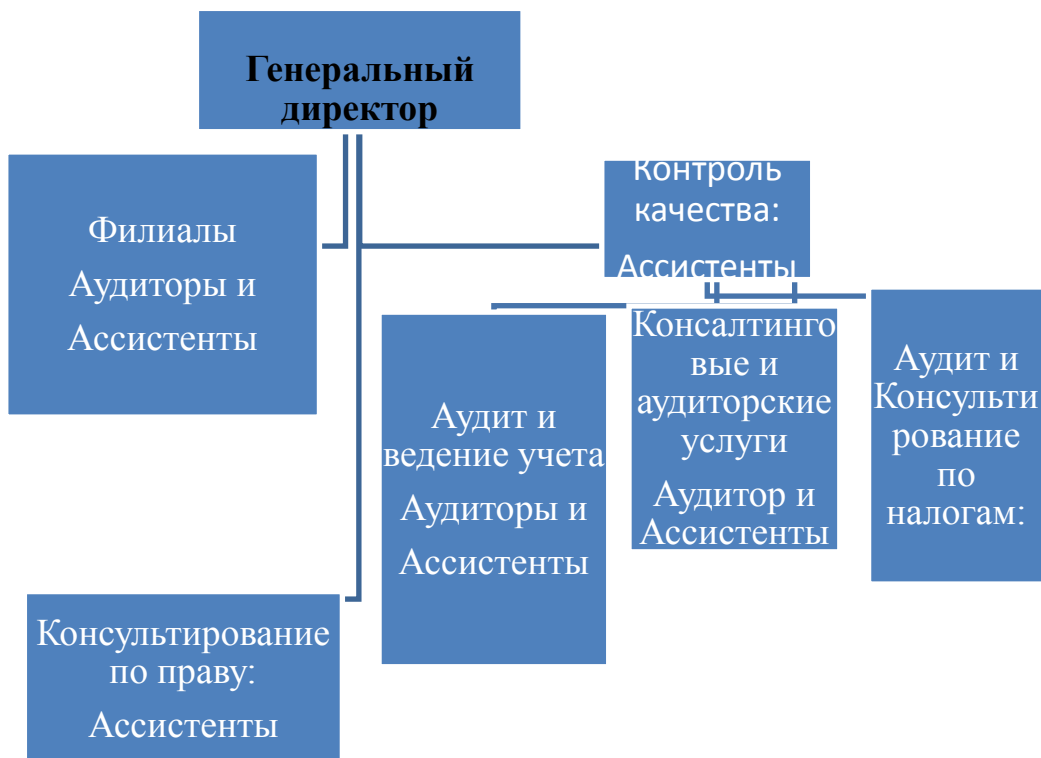 Генеральный
директор
Филиалы
Аудиторы и
Ассистенты
Контроль
качества:
Ассистенты
Аудит и
ведение учета
Аудиторы и
Ассистенты
Консалтинго
вые и
аудиторские
услуги
Аудитор и
Ассистенты
Аудит и
Консульти
рование
по
налогам:
Консультирование
по праву:
Ассистенты